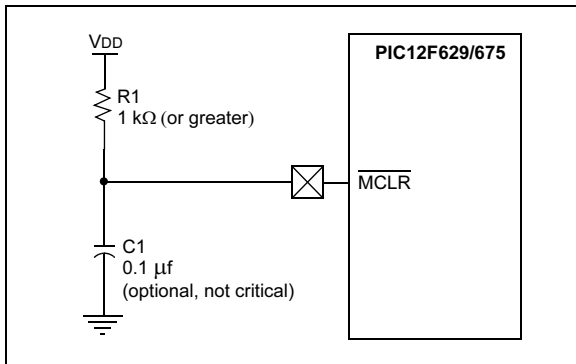 VDD
PIC12F629/675
R1
1 kΩ (or greater)
MCLR
C1
0.1 μf
(optional, not critical)